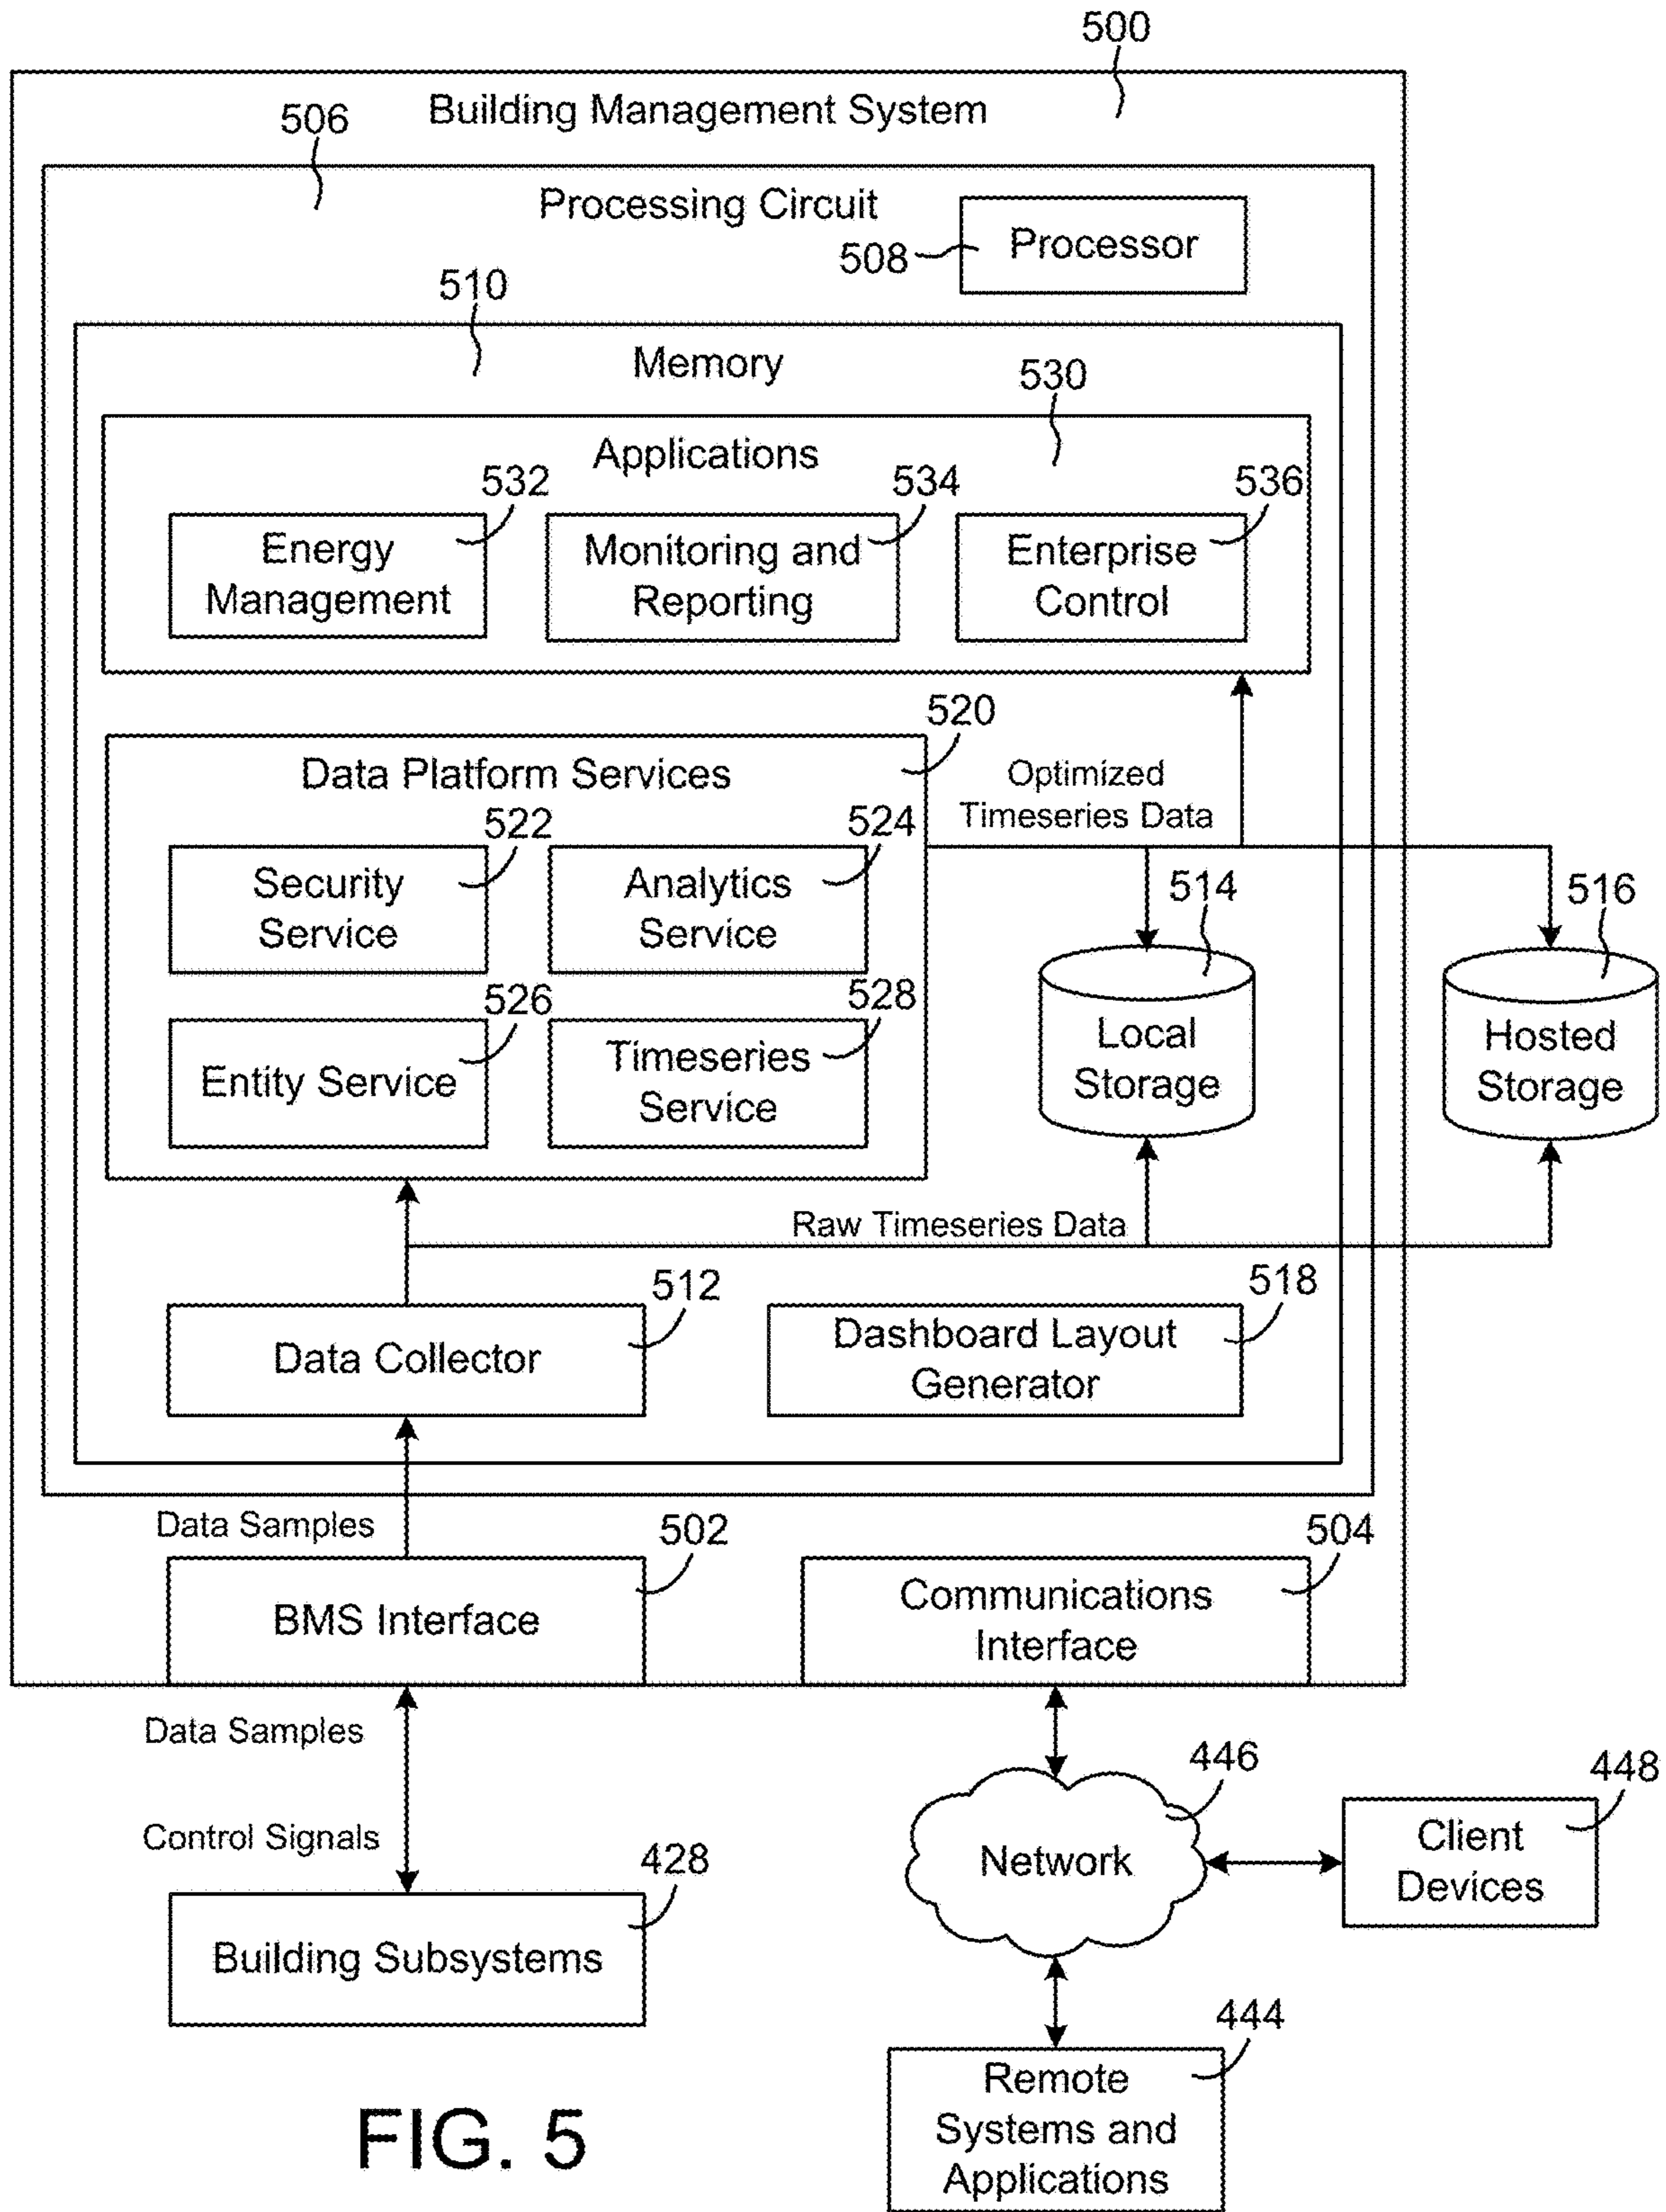 500
Building Management System
506
Processing Circuit
Processor
508
510
Memory
530
Applications
532
534
536
Energy
Management
Monitoring and
Reporting
Enterprise
Control
520
Data Platform Services
Optimized
Timeseries Data
522
524
Security
Service
Analytics
Service
514
516
526
528
Entity Service
Timeseries
Service
Local
Storage
Hosted
Storage
Raw Timeseries Data
512
518
Data Collector
Dashboard Layout
Generator
Data Samples
502
504
BMS Interface
Communications
Interface
Data Samples
446
448
Control Signals
Network
Client
Devices
428
Building Subsystems
444
Remote
Systems and
Applications
FIG. 5